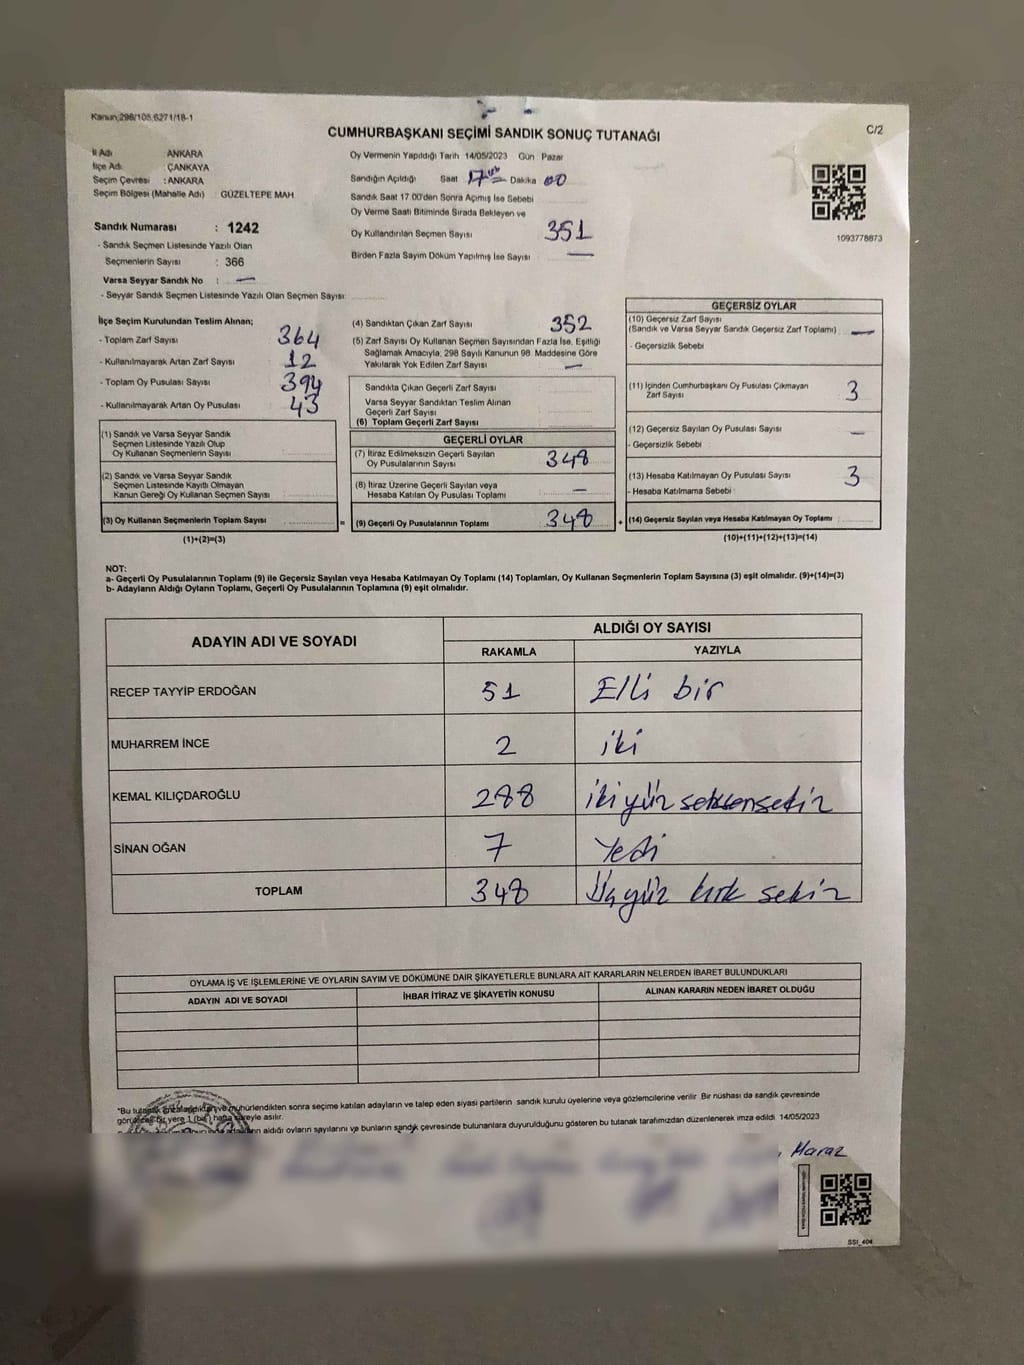 Kanun;298/105,6271/18-1
CUMHURBAŞKANI SEÇİMİ SANDIK SONUÇ TUTANAĞI
C/2
İl Adı : ANKARA
İlçe Adı : ÇANKAYA
Seçim Çevresi : ANKARA
Seçim Bölgesi (Mahalle Adı) : GÜZELTEPE MAH
Sandık Numarası : 1242
- Sandık Seçmen Listesinde Yazılı Olan
Seçmenlerin Sayısı : 366
Varsa Seyyar Sandık No : —
- Seyyar Sandık Seçmen Listesinde Yazılı Olan Seçmen Sayısı:
Oy Vermenin Yapıldığı Tarih 14/05/2023 Gün Pazar
Sandığın Açıldığı Saat 17 Dakika 00
Sandık Saat 17:00'den Sonra Açımış İse Sebebi
Oy Verme Saati Bitiminde Sırada Bekleyen ve
Oy Kullandırılan Seçmen Sayısı 351
Birden Fazla Sayım Döküm Yapılmış İse Sayısı —
1093778873
İlçe Seçim Kurulundan Teslim Alınan;
- Toplam Zarf Sayısı 364
- Kullanılmayarak Artan Zarf Sayısı 12
- Toplam Oy Pusulası Sayısı 394
- Kullanılmayarak Artan Oy Pusulası 43
(1) Sandık ve Varsa Seyyar Sandık
Seçmen Listesinde Yazılı Olup
Oy Kullanan Seçmenlerin Sayısı
(2) Sandık ve Varsa Seyyar Sandık
Seçmen Listesinde Kayıtlı Olmayan
Kanun Gereği Oy Kullanan Seçmen Sayısı
(3) Oy Kullanan Seçmenlerin Toplam Sayısı =
(1)+(2)=(3)
(4) Sandıktan Çıkan Zarf Sayısı 352
(5) Zarf Sayısı Oy Kullanan Seçmen Sayısından Fazla İse, Eşitliği
Sağlamak Amacıyla; 298 Sayılı Kanunun 98. Maddesine Göre
Yakılarak Yok Edilen Zarf Sayısı —
Sandıkta Çıkan Geçerli Zarf Sayısı
Varsa Seyyar Sandıktan Teslim Alınan
Geçerli Zarf Sayısı
(6) Toplam Geçerli Zarf Sayısı
GEÇERLİ OYLAR
(7) İtiraz Edilmeksizin Geçerli Sayılan
Oy Pusulalarının Sayısı 348
(8) İtiraz Üzerine Geçerli Sayılan veya
Hesaba Katılan Oy Pusulası Toplamı —
(9) Geçerli Oy Pusulalarının Toplamı 348 +
GEÇERSİZ OYLAR
(10) Geçersiz Zarf Sayısı
(Sandık ve Varsa Seyyar Sandık Geçersiz Zarf Toplamı) —
- Geçersizlik Sebebi
(11) İçinden Cumhurbaşkanı Oy Pusulası Çıkmayan
Zarf Sayısı 3
(12) Geçersiz Sayılan Oy Pusulası Sayısı —
- Geçersizlik Sebebi
(13) Hesaba Katılmayan Oy Pusulası Sayısı 3
- Hesaba Katılmama Sebebi
(14) Geçersiz Sayılan veya Hesaba Katılmayan Oy Toplamı
(10)+(11)+(12)+(13)=(14)
NOT:
a- Geçerli Oy Pusulalarının Toplamı (9) ile Geçersiz Sayılan veya Hesaba Katılmayan Oy Toplamı (14) Toplamları, Oy Kullanan Seçmenlerin Toplam Sayısına (3) eşit olmalıdır. (9)+(14)=(3)
b- Adayların Aldığı Oyların Toplamı, Geçerli Oy Pusulalarının Toplamına (9) eşit olmalıdır.
ADAYIN ADI VE SOYADI ALDIĞI OY SAYISI
RAKAMLA YAZIYLA
RECEP TAYYİP ERDOĞAN 51 Elli bir
MUHARREM İNCE 2 iki
KEMAL KILIÇDAROĞLU 288 iki yüz seksensekiz
SİNAN OĞAN 7 Yedi
TOPLAM 348 Üçyüz kırk sekiz
OYLAMA İŞ VE İŞLEMLERİNE VE OYLARIN SAYIM VE DÖKÜMÜNE DAİR ŞİKAYETLERLE BUNLARA AİT KARARLARIN NELERDEN İBARET BULUNDUKLARI
ADAYIN ADI VE SOYADI İHBAR İTİRAZ VE ŞİKAYETİN KONUSU ALINAN KARARIN NEDEN İBARET OLDUĞU
*Bu tutanak imzalandıktan ve mühürlendikten sonra seçime katılan adayların ve talep eden siyasi partilerin sandık kurulu üyelerine veya gözlemcilerine verilir. Bir nüshası da sandık çevresinde
görülecek bir yere 1 (bir) hafta süreyle asılır.
aldığı oyların sayılarını ve bunların sandık çevresinde bulunanlara duyurulduğunu gösteren bu tutanak tarafımızdan düzenlenerek imza edildi. 14/05/2023
Maraz
SSI_404